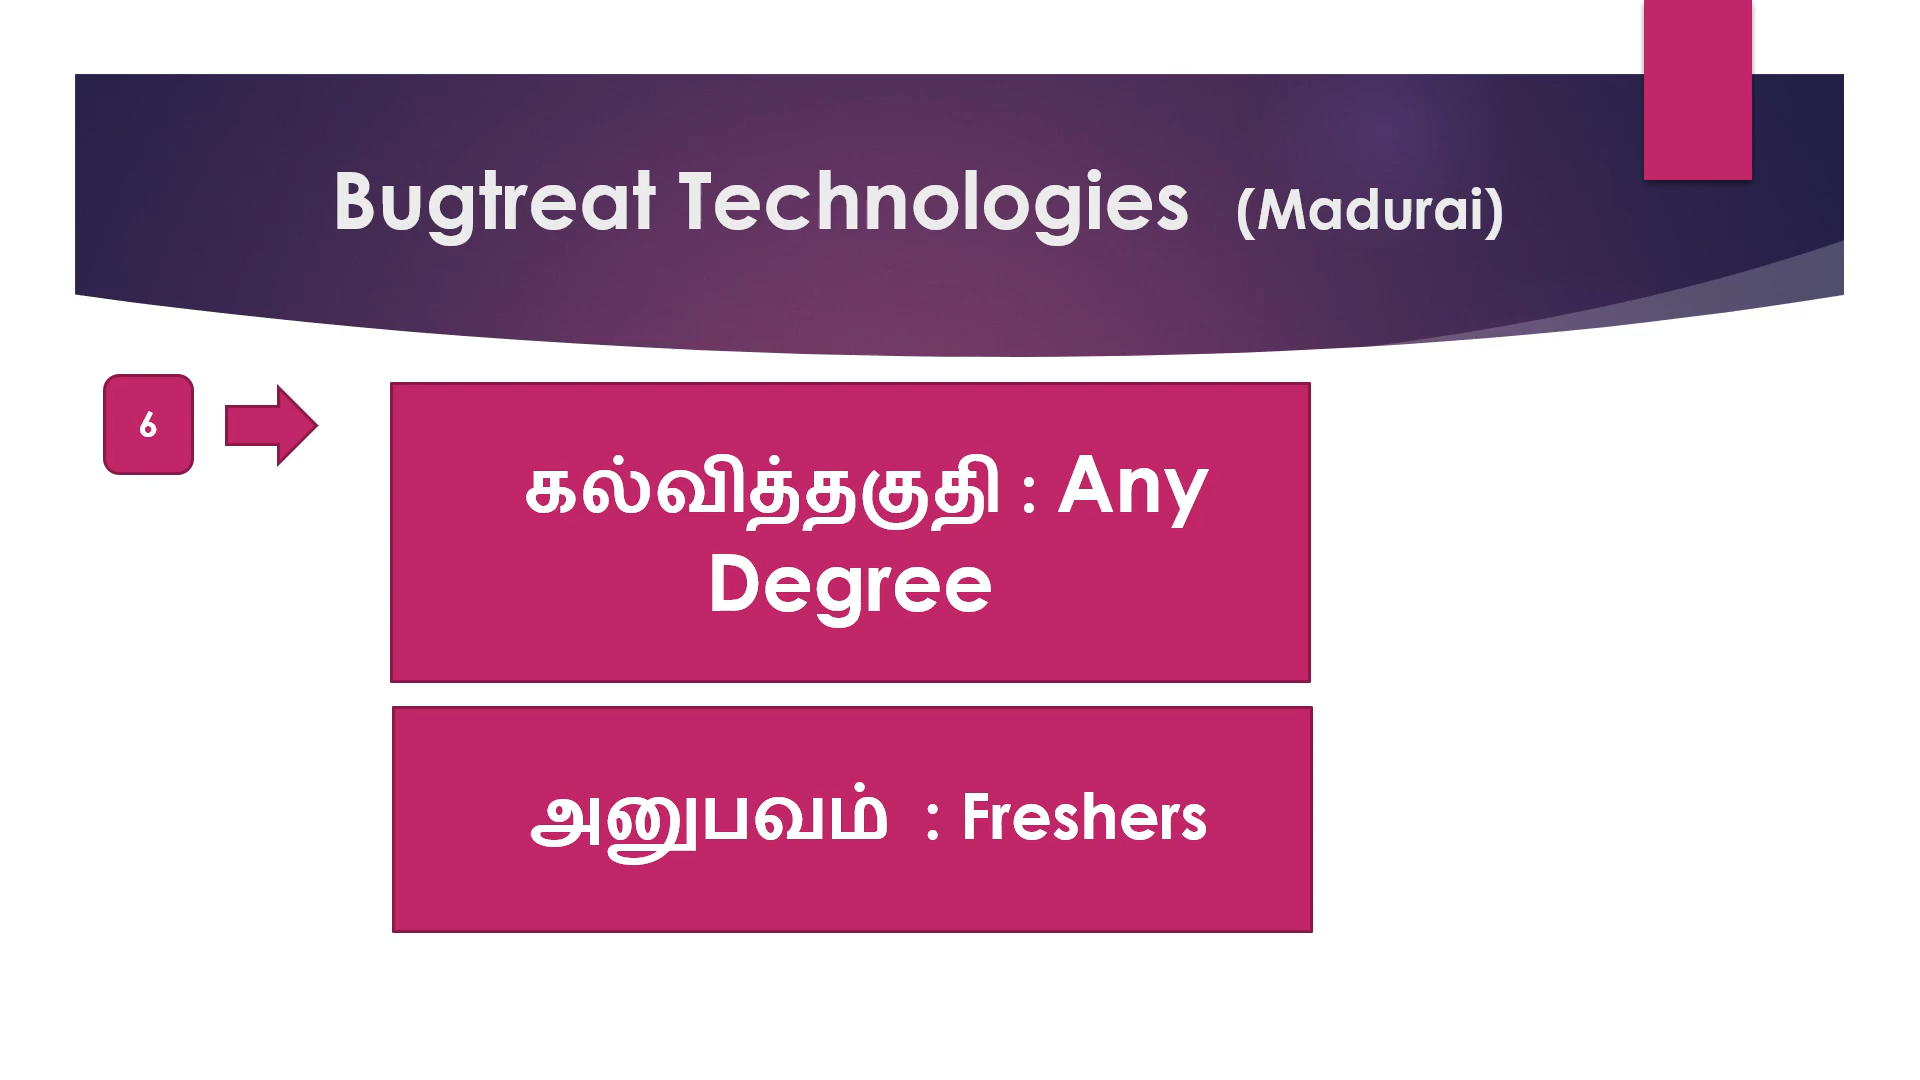 Bugtreat Technologies (Madurai)
6
கல்வித்தகுதி : Any
Degree
அனுபவம் : Freshers